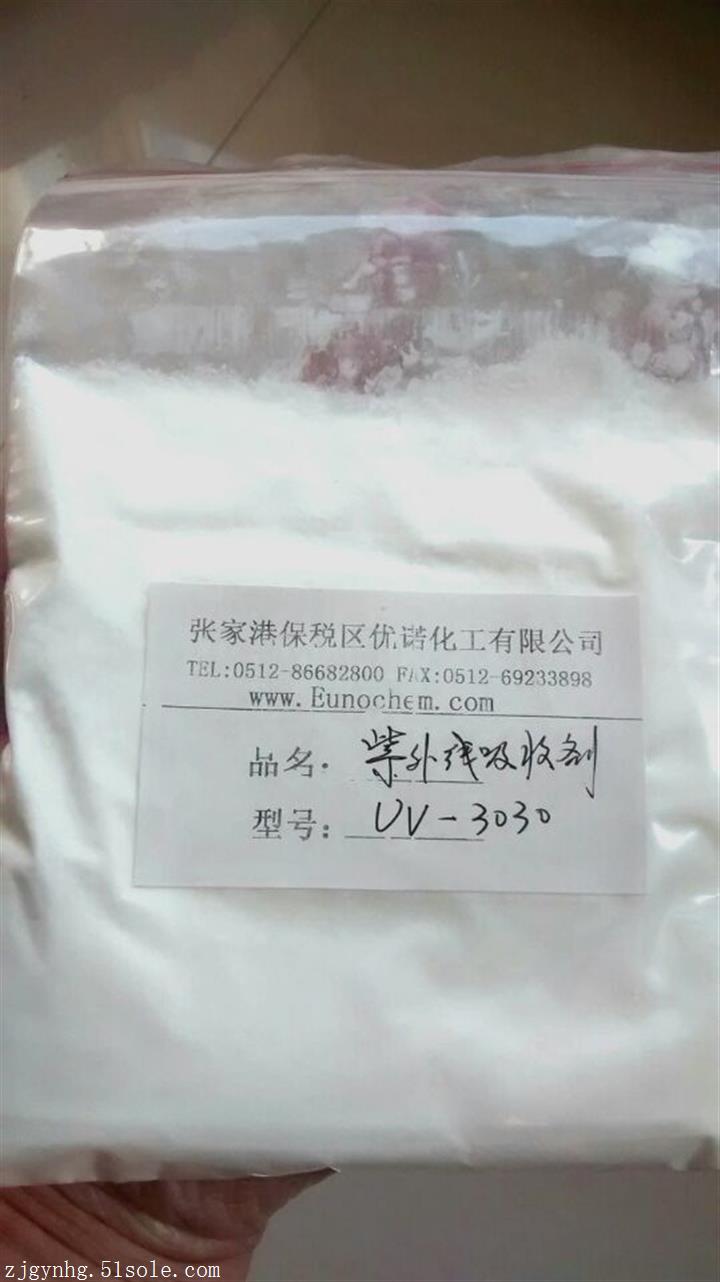 张家港保税区优诺化工有限公司
TEL:0512-86682800 FAX:0512-69233898
www.Eunochem.com
品名: 紫外线吸收剂
型号: UV-3030
zjgynhg.51sole.com